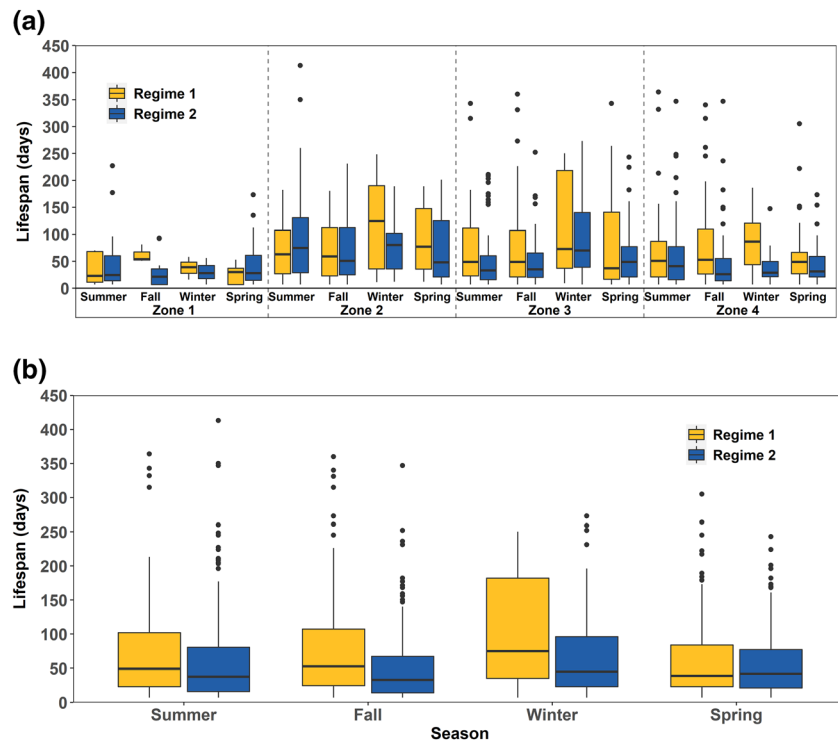 (a)
450
400
350
300
250
200
150
100
50
0
Lifespan (days)
Regime 1
Regime 2
Summer Fall Winter Spring Summer Fall Winter Spring Summer Fall Winter Spring Summer Fall Winter Spring
Zone 1 Zone 2 Zone 3 Zone 4
(b)
450
400
350
300
250
200
150
100
50
0
Lifespan (days)
Regime 1
Regime 2
Summer Fall Winter Spring
Season